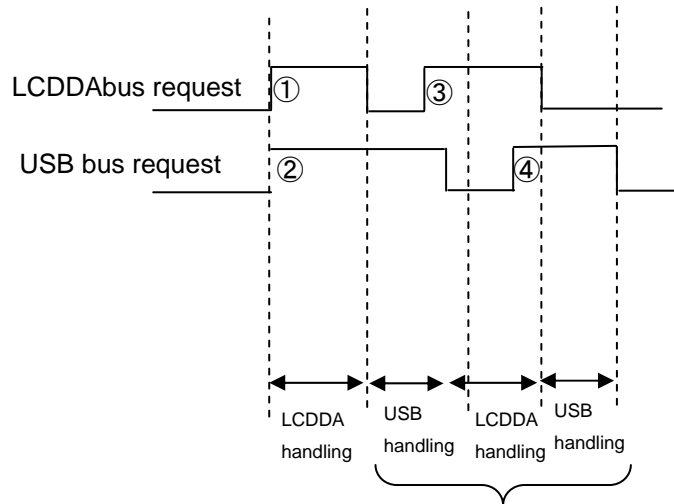 LCDDAbus request
①
③
USB bus request
②
④
LCDDA
handling
USB
handling
LCDDA
handling
USB
handling